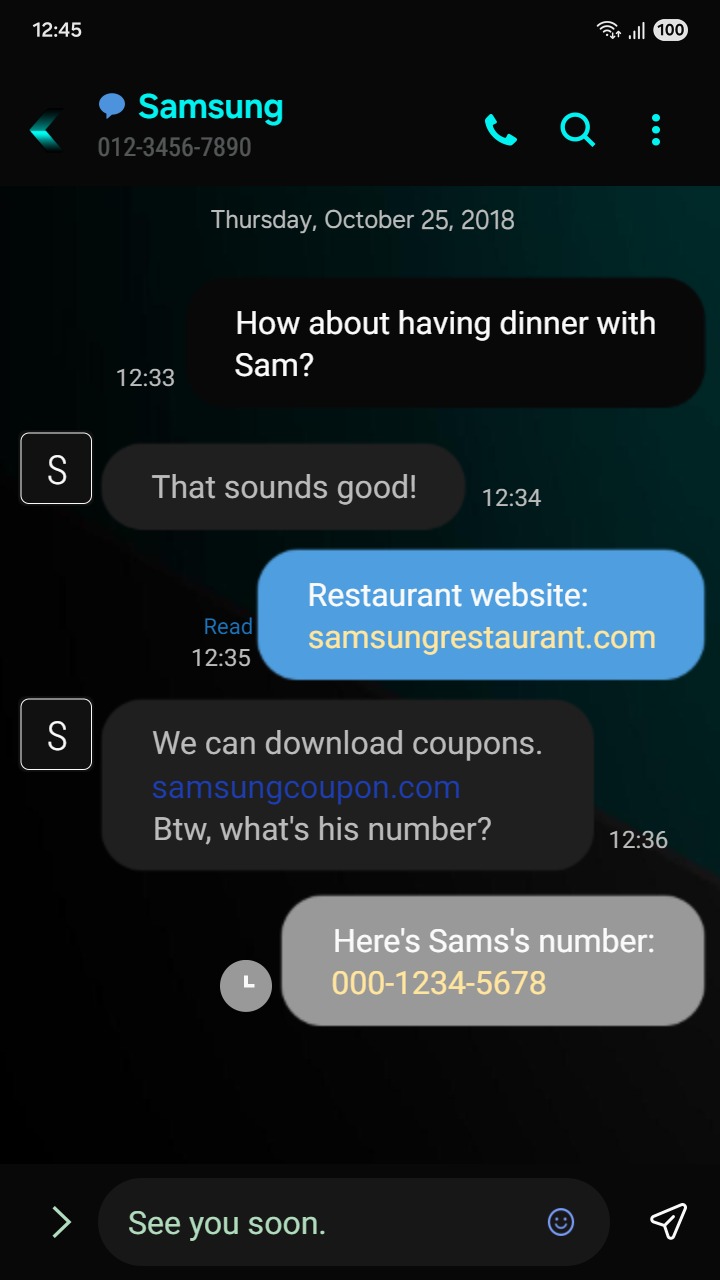 12:45
100
Samsung
012-3456-7890
Thursday, October 25, 2018
How about having dinner with
Sam?
12:33
S
That sounds good!
12:34
Restaurant website:
samsungrestaurant.com
Read
12:35
S
We can download coupons.
samsungcoupon.com
Btw, what's his number?
12:36
Here's Sams's number:
000-1234-5678
See you soon.